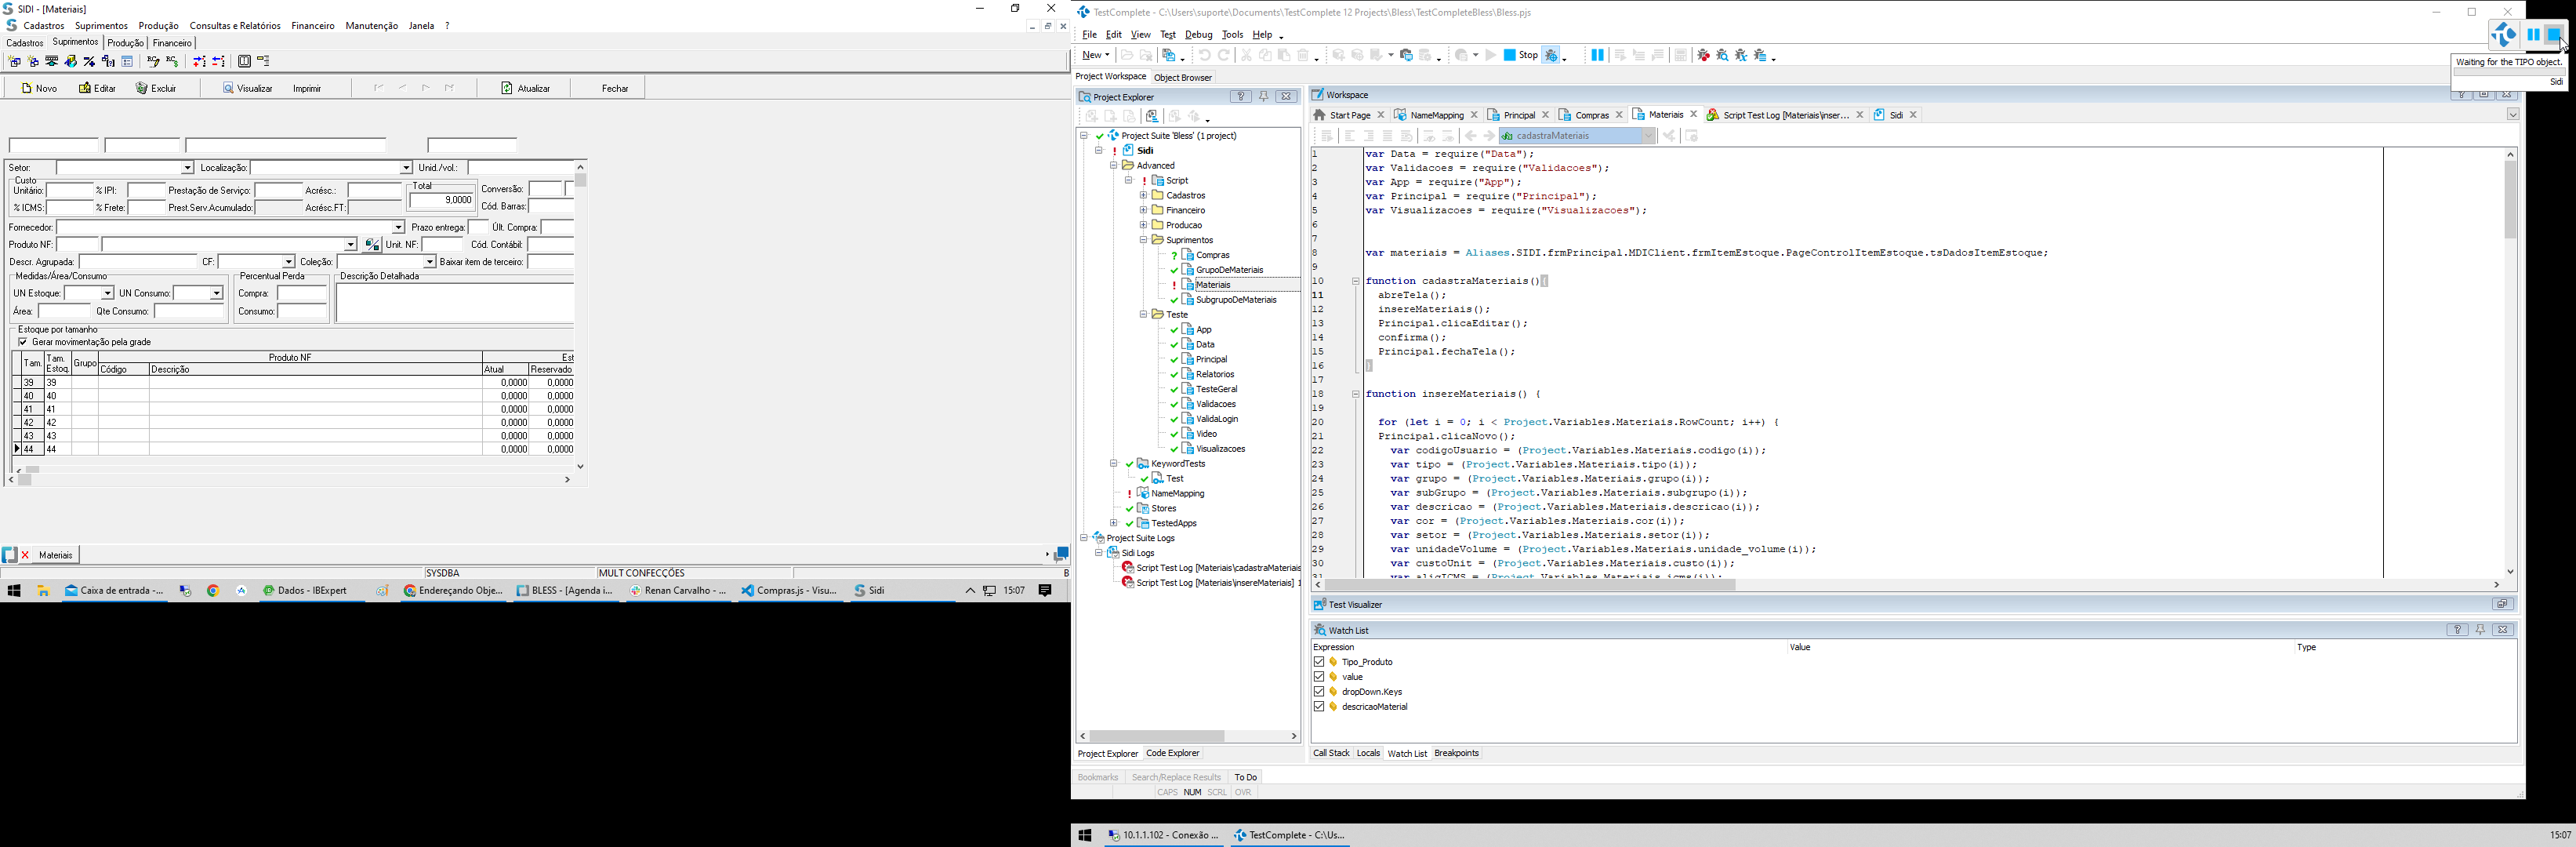 SIDI - [Materiais]
Cadastros Suprimentos Produção Consultas e Relatórios Financeiro Manutenção Janela ?
Cadastros Suprimentos Produção Financeiro
Novo Editar Excluir Visualizar Imprimir Atualizar Fechar
Setor: Localização: Unid./vol.:
Custo
Unitário: % IPI: Prestação de Serviço: Acrésc.: Total 9,0000 Conversão:
% ICMS: % Frete: Prest.Serv.Acumulado: Acrésc.FT: Cód. Barras:
Fornecedor: Prazo entrega: Últ. Compra:
Produto NF: Unit. NF: Cód. Contábil:
Descr. Agrupada: CF: Coleção: Baixar item de terceiro:
Medidas/Área/Consumo Percentual Perda Descrição Detalhada
UN Estoque: UN Consumo: Compra:
Área: Qte Consumo: Consumo:
Estoque por tamanho
Gerar movimentação pela grade
Tam. Tam. Estoq. Grupo Produto NF Est
Código Descrição Atual Reservado
39 39 0,0000 0,0000
40 40 0,0000 0,0000
41 41 0,0000 0,0000
42 42 0,0000 0,0000
43 43 0,0000 0,0000
44 44 0,0000 0,0000
Materiais
SYSDBA MULT CONFECÇÕES B
Caixa de entrada -... Dados - IBExpert Endereçando Obje... BLESS - [Agenda i... Renan Carvalho - ... Compras.js - Visu... Sidi 15:07
TestComplete - C:\Users\suporte\Documents\TestComplete 12 Projects\Bless\TestCompleteBless\Bless.pjs
File Edit View Test Debug Tools Help
New Stop
Waiting for the TIPO object.
Sidi
Project Workspace Object Browser
Project Explorer
Project Suite 'Bless' (1 project)
Sidi
Advanced
Script
Cadastros
Financeiro
Producao
Suprimentos
Compras
GrupoDeMateriais
Materiais
SubgrupoDeMateriais
Teste
App
Data
Principal
Relatorios
TesteGeral
Validacoes
ValidaLogin
Video
Visualizacoes
KeywordTests
Test
NameMapping
Stores
TestedApps
Project Suite Logs
Sidi Logs
Script Test Log [Materiais\cadastraMateriais
Script Test Log [Materiais\insereMateriais] 1
Project Explorer Code Explorer
Workspace
Start Page NameMapping Principal Compras Materiais Script Test Log [Materiais\inser... Sidi
cadastraMateriais
1 var Data = require("Data");
2 var Validacoes = require("Validacoes");
3 var App = require("App");
4 var Principal = require("Principal");
5 var Visualizacoes = require("Visualizacoes");
6
7
8 var materiais = Aliases.SIDI.frmPrincipal.MDIClient.frmItemEstoque.PageControlItemEstoque.tsDadosItemEstoque;
9
10 function cadastraMateriais(){
11 abreTela();
12 insereMateriais();
13 Principal.clicaEditar();
14 confirma();
15 Principal.fechaTela();
16 }
17
18 function insereMateriais() {
19
20 for (let i = 0; i < Project.Variables.Materiais.RowCount; i++) {
21 Principal.clicaNovo();
22 var codigoUsuario = (Project.Variables.Materiais.codigo(i));
23 var tipo = (Project.Variables.Materiais.tipo(i));
24 var grupo = (Project.Variables.Materiais.grupo(i));
25 var subGrupo = (Project.Variables.Materiais.subgrupo(i));
26 var descricao = (Project.Variables.Materiais.descricao(i));
27 var cor = (Project.Variables.Materiais.cor(i));
28 var setor = (Project.Variables.Materiais.setor(i));
29 var unidadeVolume = (Project.Variables.Materiais.unidade_volume(i));
30 var custoUnit = (Project.Variables.Materiais.custo(i));
31 var aliqICMS = (Project.Variables.Materiais.icms(i));
Test Visualizer
Watch List
Expression Value Type
Tipo_Produto
value
dropDown.Keys
descricaoMaterial
Call Stack Locals Watch List Breakpoints
Bookmarks Search/Replace Results To Do
CAPS NUM SCRL OVR
10.1.1.102 - Conexão ... TestComplete - C:\Us... 15:07